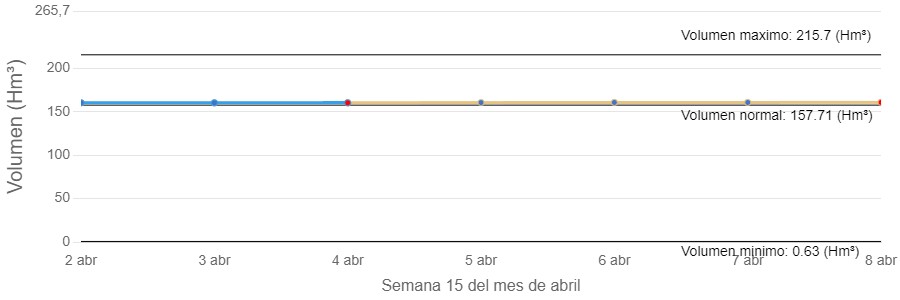 265,7
Volumen maximo: 215.7 (Hm³)
200
150
Volumen normal: 157.71 (Hm³)
100
50
0
Volumen minimo: 0.63 (Hm³)
Volumen (Hm³)
2 abr
3 abr
4 abr
5 abr
6 abr
7 abr
8 abr
Semana 15 del mes de abril